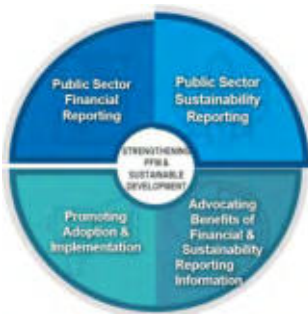 Public Sector
Financial
Reporting
Public Sector
Sustainability
Reporting
STRENGTHENING
PFM &
SUSTAINABLE
DEVELOPMENT
Promoting
Adoption &
Implementation
Advocating
Benefits of
Financial &
Sustainability
Reporting
Information